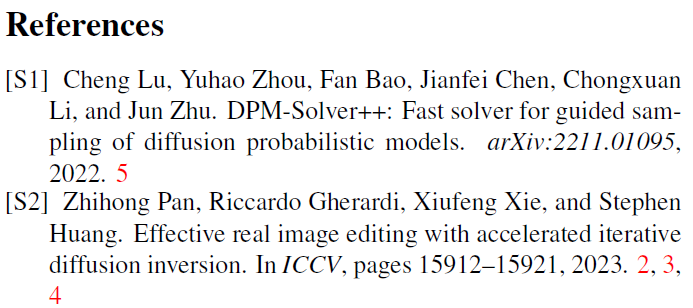 References
[S1] Cheng Lu, Yuhao Zhou, Fan Bao, Jianfei Chen, Chongxuan
Li, and Jun Zhu. DPM-Solver++: Fast solver for guided sam-
pling of diffusion probabilistic models. arXiv:2211.01095,
2022. 5
[S2] Zhihong Pan, Riccardo Gherardi, Xiufeng Xie, and Stephen
Huang. Effective real image editing with accelerated iterative
diffusion inversion. In ICCV, pages 15912–15921, 2023. 2, 3,
4